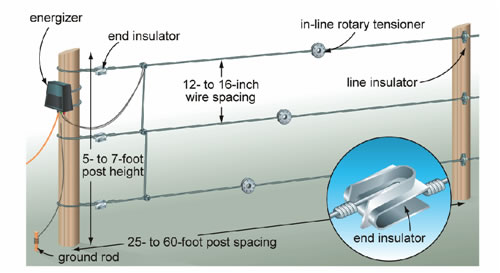 energizer
end insulator
in-line rotary tensioner
12- to 16-inch
wire spacing
line insulator
5- to 7-foot
post height
25- to 60-foot post spacing
ground rod
end insulator